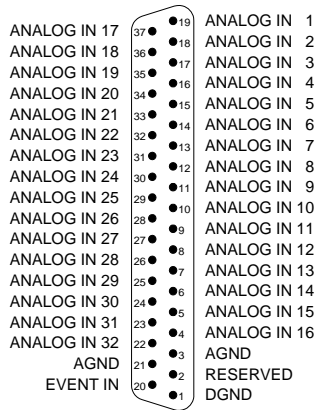 19 ANALOG IN 1
ANALOG IN 17 37
18 ANALOG IN 2
ANALOG IN 18 36
17 ANALOG IN 3
ANALOG IN 19 35
16 ANALOG IN 4
ANALOG IN 20 34
15 ANALOG IN 5
ANALOG IN 21 33
14 ANALOG IN 6
ANALOG IN 22 32
13 ANALOG IN 7
ANALOG IN 23 31
12 ANALOG IN 8
ANALOG IN 24 30
11 ANALOG IN 9
ANALOG IN 25 29
10 ANALOG IN 10
ANALOG IN 26 28
9 ANALOG IN 11
ANALOG IN 27 27
8 ANALOG IN 12
ANALOG IN 28 26
7 ANALOG IN 13
ANALOG IN 29 25
6 ANALOG IN 14
ANALOG IN 30 24
5 ANALOG IN 15
ANALOG IN 31 23
4 ANALOG IN 16
ANALOG IN 32 22
3 AGND
AGND 21
2 RESERVED
EVENT IN 20
1 DGND